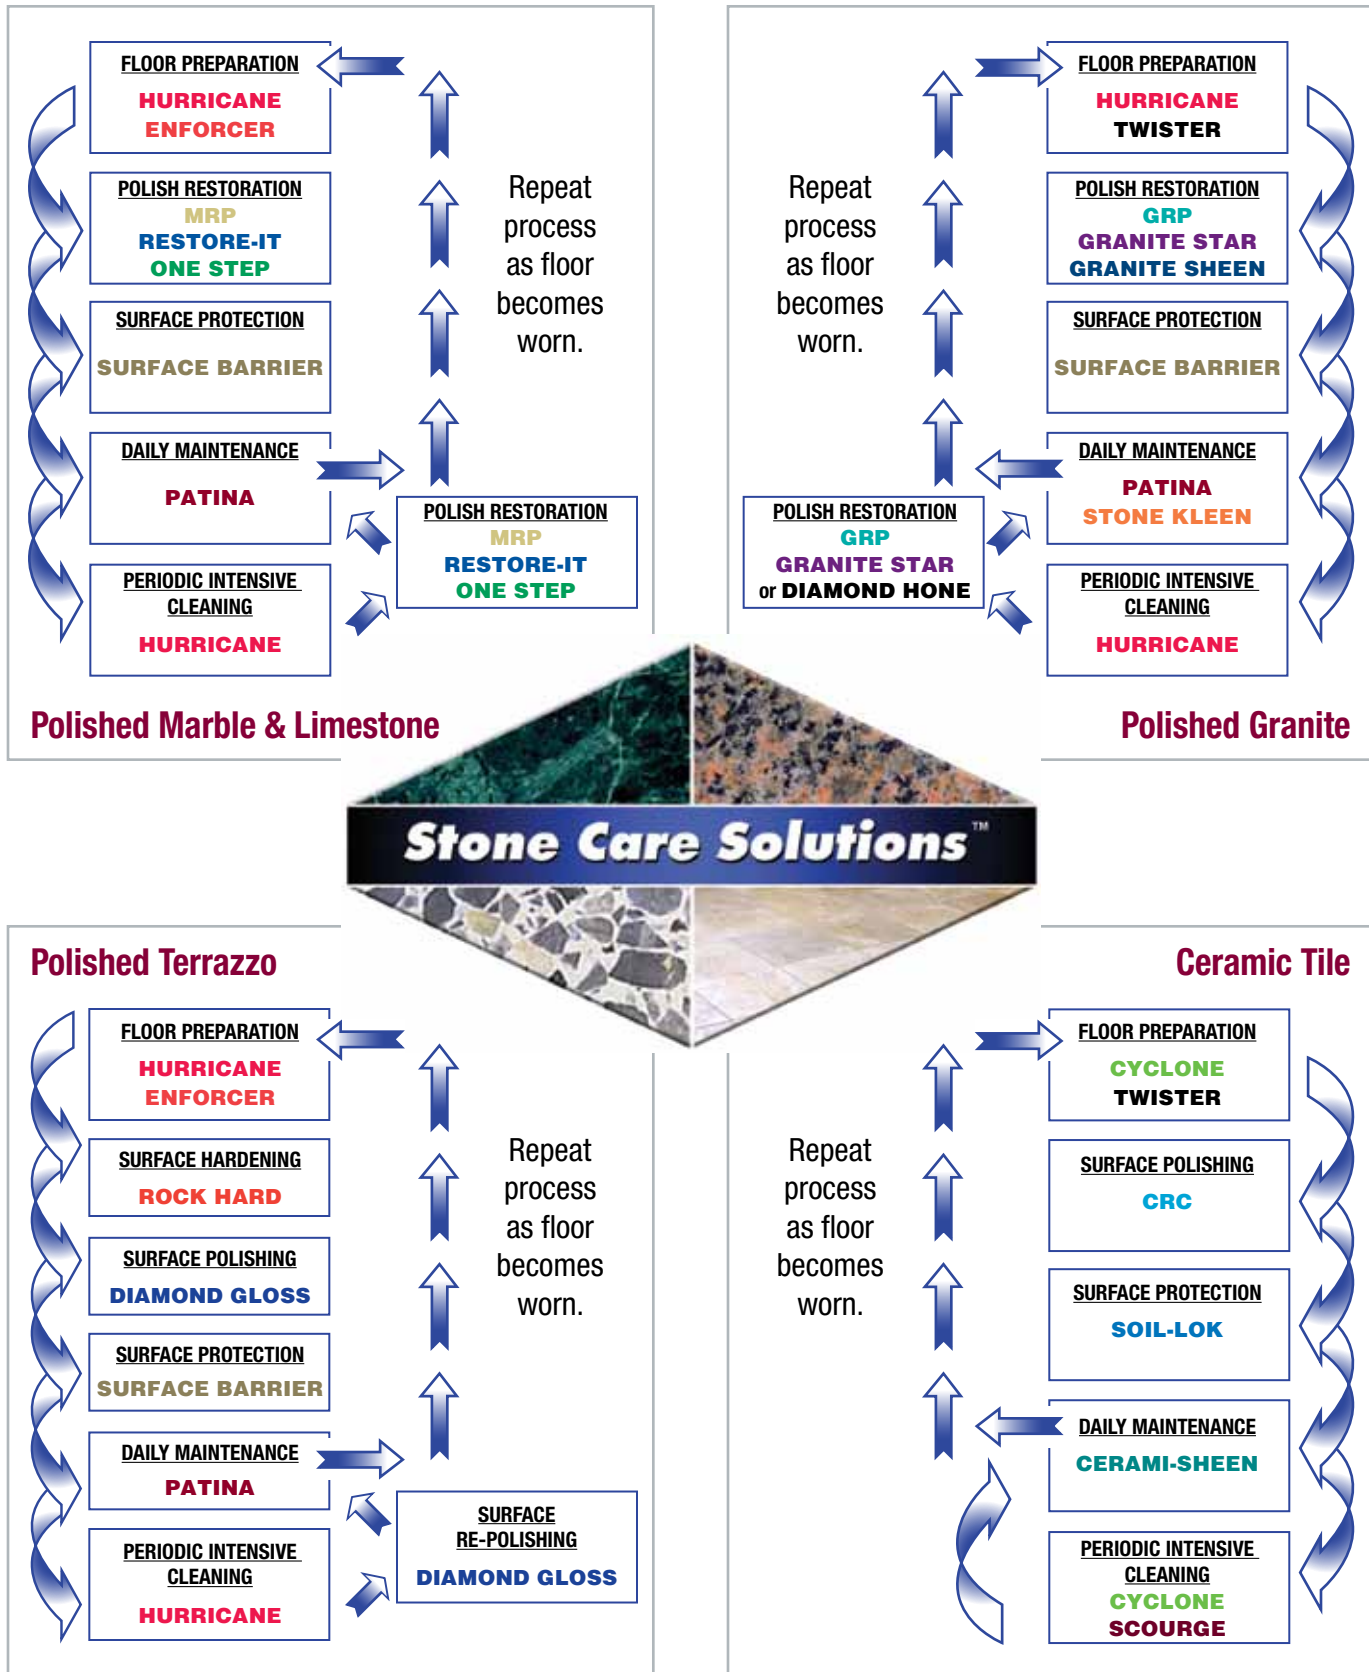 FLOOR PREPARATION
HURRICANE
ENFORCER
POLISH RESTORATION
MRP
RESTORE-IT
ONE STEP
SURFACE PROTECTION
SURFACE BARRIER
DAILY MAINTENANCE
PATINA
PERIODIC INTENSIVE
CLEANING
HURRICANE
Repeat
process
as floor
becomes
worn.
POLISH RESTORATION
MRP
RESTORE-IT
ONE STEP
Polished Marble & Limestone
FLOOR PREPARATION
HURRICANE
TWISTER
POLISH RESTORATION
GRP
GRANITE STAR
GRANITE SHEEN
SURFACE PROTECTION
SURFACE BARRIER
DAILY MAINTENANCE
PATINA
STONE KLEEN
PERIODIC INTENSIVE
CLEANING
HURRICANE
Repeat
process
as floor
becomes
worn.
POLISH RESTORATION
GRP
GRANITE STAR
or DIAMOND HONE
Polished Granite
Stone Care Solutions™
Polished Terrazzo
FLOOR PREPARATION
HURRICANE
ENFORCER
SURFACE HARDENING
ROCK HARD
SURFACE POLISHING
DIAMOND GLOSS
SURFACE PROTECTION
SURFACE BARRIER
DAILY MAINTENANCE
PATINA
PERIODIC INTENSIVE
CLEANING
HURRICANE
Repeat
process
as floor
becomes
worn.
SURFACE
RE-POLISHING
DIAMOND GLOSS
Ceramic Tile
FLOOR PREPARATION
CYCLONE
TWISTER
SURFACE POLISHING
CRC
SURFACE PROTECTION
SOIL-LOK
DAILY MAINTENANCE
CERAMI-SHEEN
PERIODIC INTENSIVE
CLEANING
CYCLONE
SCOURGE
Repeat
process
as floor
becomes
worn.